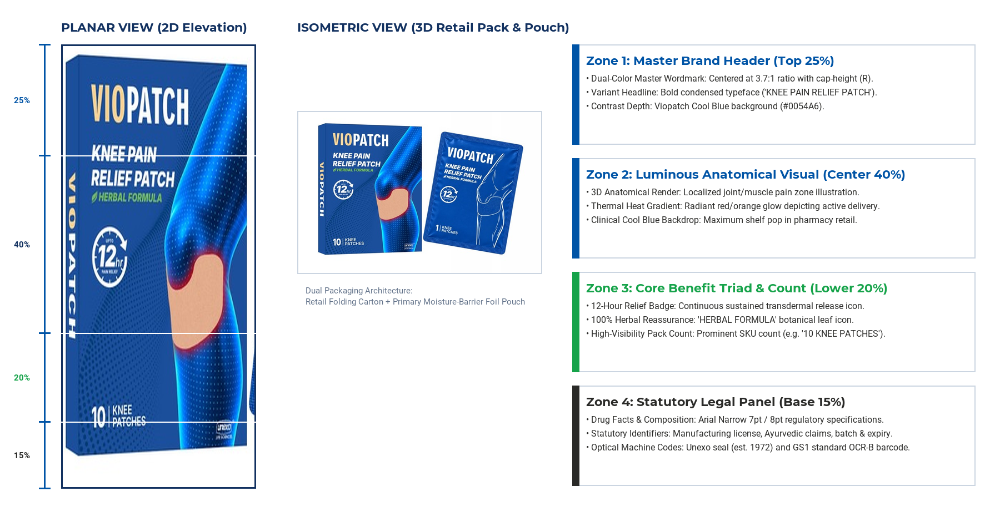 PLANAR VIEW (2D Elevation)
ISOMETRIC VIEW (3D Retail Pack & Pouch)
25%
40%
20%
15%
VIOPATCH
KNEE PAIN
RELIEF PATCH
HERBAL FORMULA
VIOPATCH
UPTO
12hr
PAIN RELIEF
10 | KNEE
PATCHES
unexo
LIFE SCIENCES
VIOPATCH
KNEE PAIN
RELIEF PATCH
HERBAL FORMULA
VIOPATCH
12hr
10 | KNEE
PATCHES
unexo
VIOPATCH
KNEE PAIN
RELIEF PATCH
HERBAL FORMULA
12hr
1 | KNEE
PATCHES
Dual Packaging Architecture:
Retail Folding Carton + Primary Moisture-Barrier Foil Pouch
Zone 1: Master Brand Header (Top 25%)
• Dual-Color Master Wordmark: Centered at 3.7:1 ratio with cap-height (R).
• Variant Headline: Bold condensed typeface ('KNEE PAIN RELIEF PATCH').
• Contrast Depth: Viopatch Cool Blue background (#0054A6).
Zone 2: Luminous Anatomical Visual (Center 40%)
• 3D Anatomical Render: Localized joint/muscle pain zone illustration.
• Thermal Heat Gradient: Radiant red/orange glow depicting active delivery.
• Clinical Cool Blue Backdrop: Maximum shelf pop in pharmacy retail.
Zone 3: Core Benefit Triad & Count (Lower 20%)
• 12-Hour Relief Badge: Continuous sustained transdermal release icon.
• 100% Herbal Reassurance: 'HERBAL FORMULA' botanical leaf icon.
• High-Visibility Pack Count: Prominent SKU count (e.g. '10 KNEE PATCHES').
Zone 4: Statutory Legal Panel (Base 15%)
• Drug Facts & Composition: Arial Narrow 7pt / 8pt regulatory specifications.
• Statutory Identifiers: Manufacturing license, Ayurvedic claims, batch & expiry.
• Optical Machine Codes: Unexo seal (est. 1972) and GS1 standard OCR-B barcode.